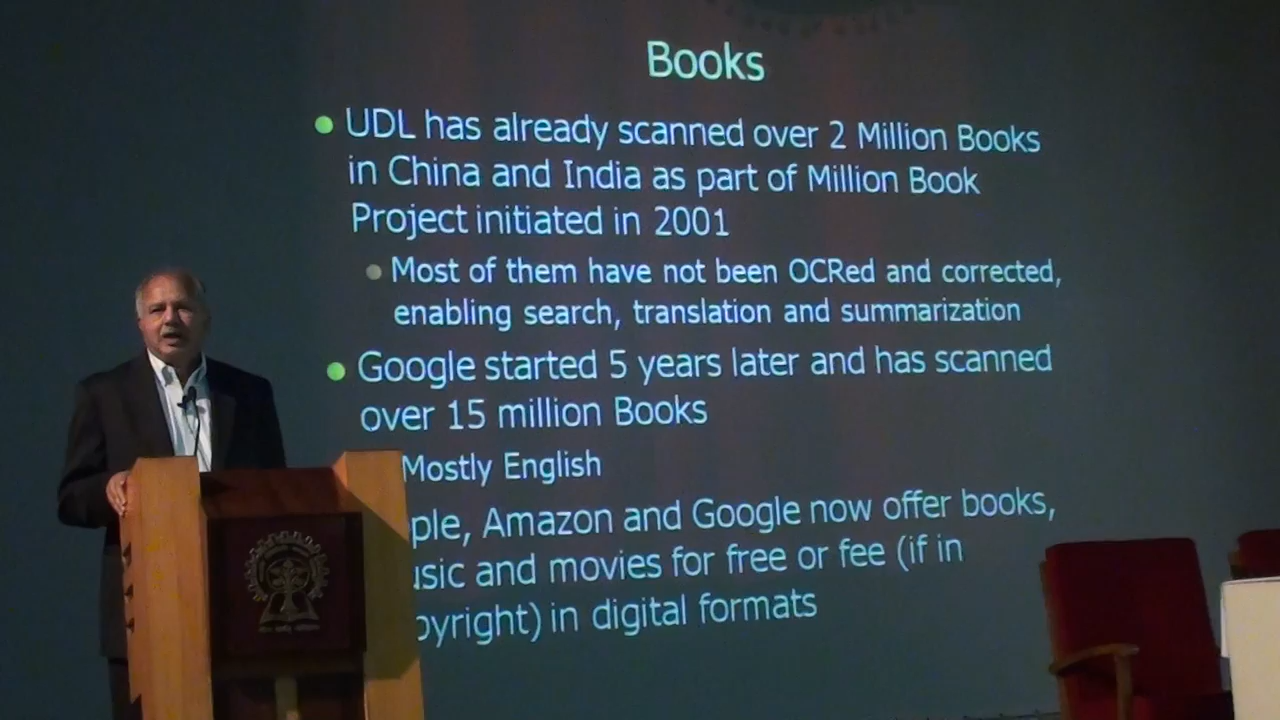 Books
UDL has already scanned over 2 Million Books
in China and India as part of Million Book
Project initiated in 2001
Most of them have not been OCRed and corrected,
enabling search, translation and summarization
Google started 5 years later and has scanned
over 15 million Books
Mostly English
ple, Amazon and Google now offer books,
usic and movies for free or fee (if in
opyright) in digital formats